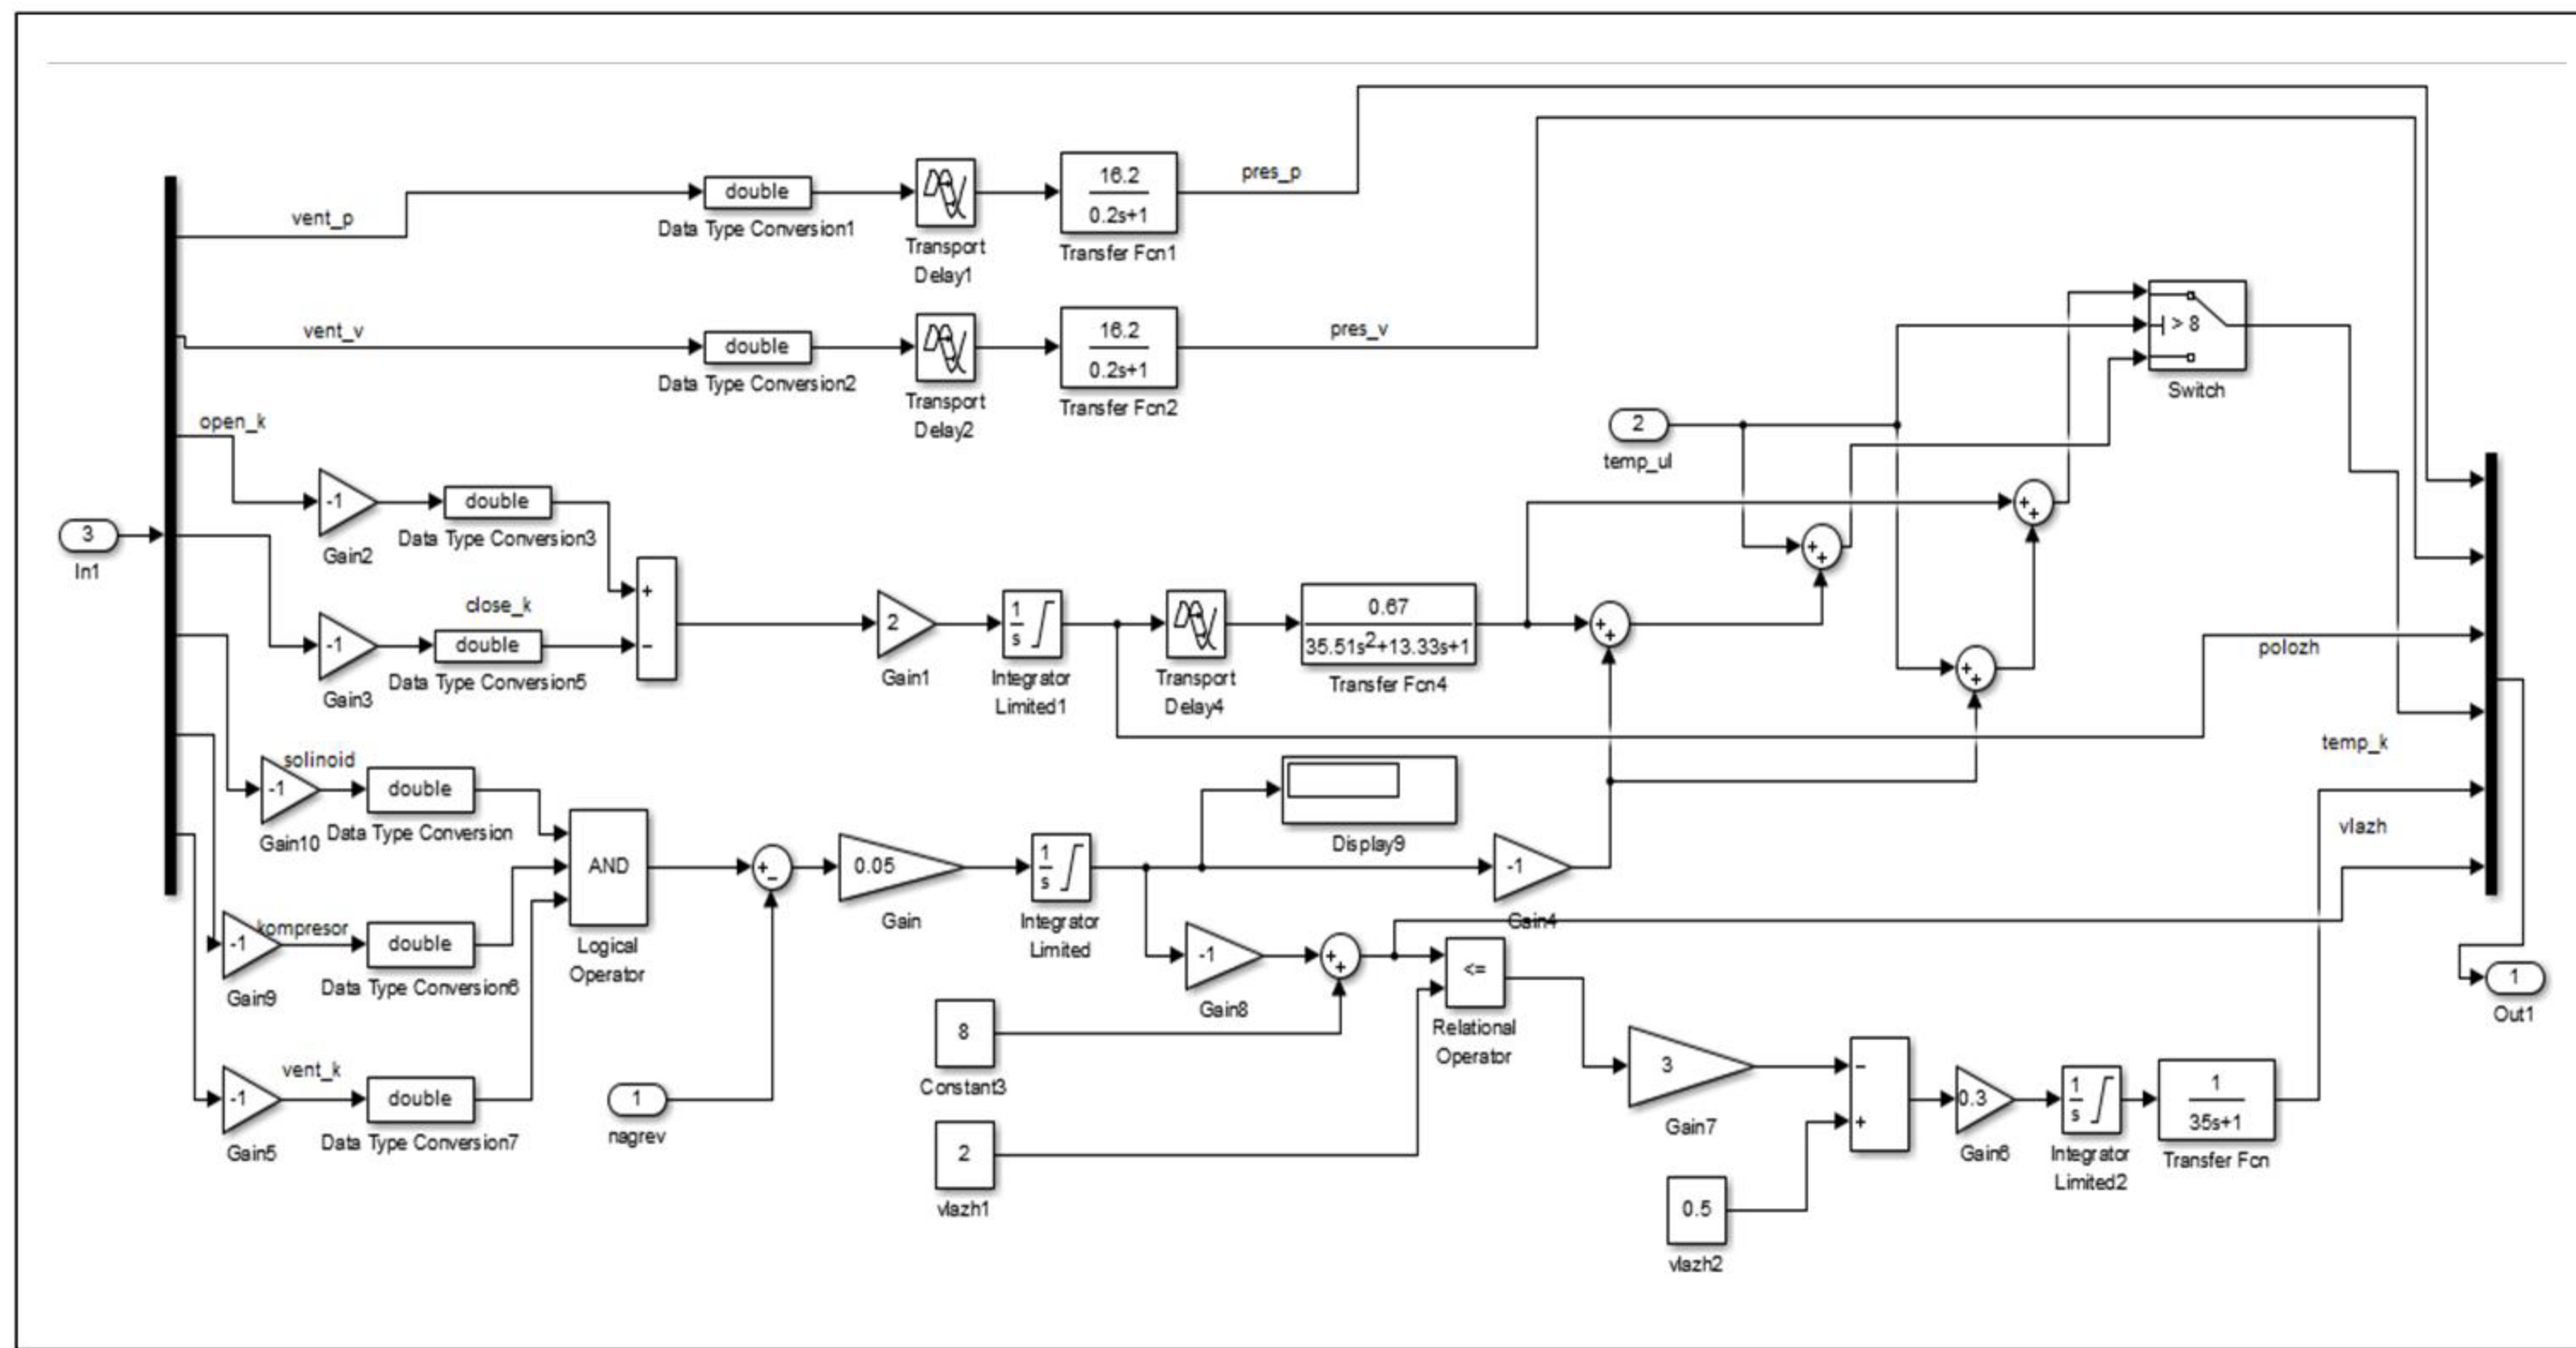 16.2
0.2s+1
double
vent_p
Data Type Conversion1
Transport
Delay1
Transfer Fcn1
pres_p
16.2
0.2s+1
double
vent_v
Data Type Conversion2
Transport
Delay2
Transfer Fcn2
pres_v
> 8
Switch
open_k
2
temp_ul
-1
Gain2
double
Data Type Conversion3
3
In1
close_k
-1
Gain3
double
Data Type Conversion5
+
-
2
Gain1
1
s
Integrator
Limited1
Transport
Delay4
0.67
35.51s2+13.33s+1
Transfer Fcn4
+
+
+
+
+
+
+
+
polozh
temp_k
vlazh
solinoid
-1
Gain10
double
Data Type Conversion
AND
Logical
Operator
+
-
0.05
Gain
1
s
Integrator
Limited
Display9
-1
Gain4
kompresor
-1
Gain9
double
Data Type Conversion6
-1
Gain8
+
+
<=
Relational
Operator
1
Out1
8
Constant3
vent_k
-1
Gain5
double
Data Type Conversion7
1
nagrev
2
vlazh1
3
Gain7
-
+
0.3
Gain6
1
s
Integrator
Limited2
1
35s+1
Transfer Fcn
0.5
vlazh2